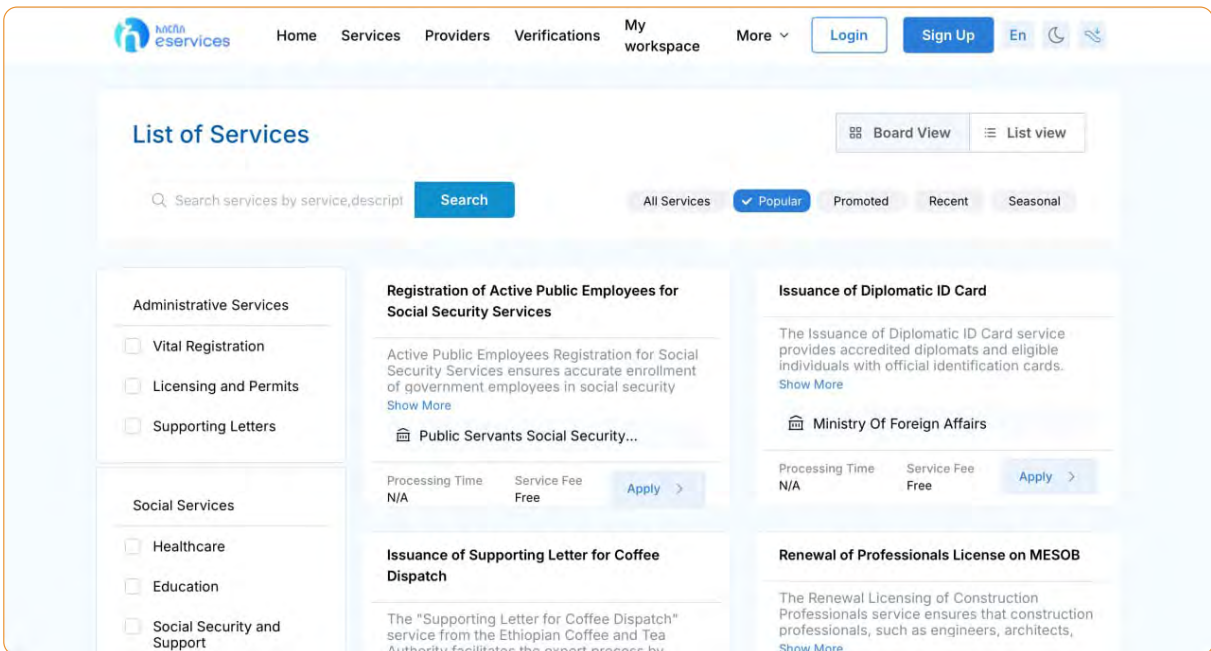 eservices
Home
Services
Providers
Verifications
My workspace
More
Login
Sign Up
En
List of Services
Board View
List view
Search services by service,descript
Search
All Services
Popular
Promoted
Recent
Seasonal
Administrative Services
Vital Registration
Licensing and Permits
Supporting Letters
Social Services
Healthcare
Education
Social Security and
Support
Registration of Active Public Employees for
Social Security Services
Active Public Employees Registration for Social
Security Services ensures accurate enrollment
of government employees in social security
Show More
Public Servants Social Security...
Processing Time
N/A
Service Fee
Free
Apply
Issuance of Diplomatic ID Card
The Issuance of Diplomatic ID Card service
provides accredited diplomats and eligible
individuals with official identification cards.
Show More
Ministry Of Foreign Affairs
Processing Time
N/A
Service Fee
Free
Apply
Issuance of Supporting Letter for Coffee
Dispatch
The "Supporting Letter for Coffee Dispatch"
service from the Ethiopian Coffee and Tea
Authority facilitates the export process by
Renewal of Professionals License on MESOB
The Renewal Licensing of Construction
Professionals service ensures that construction
professionals, such as engineers, architects,
Show More